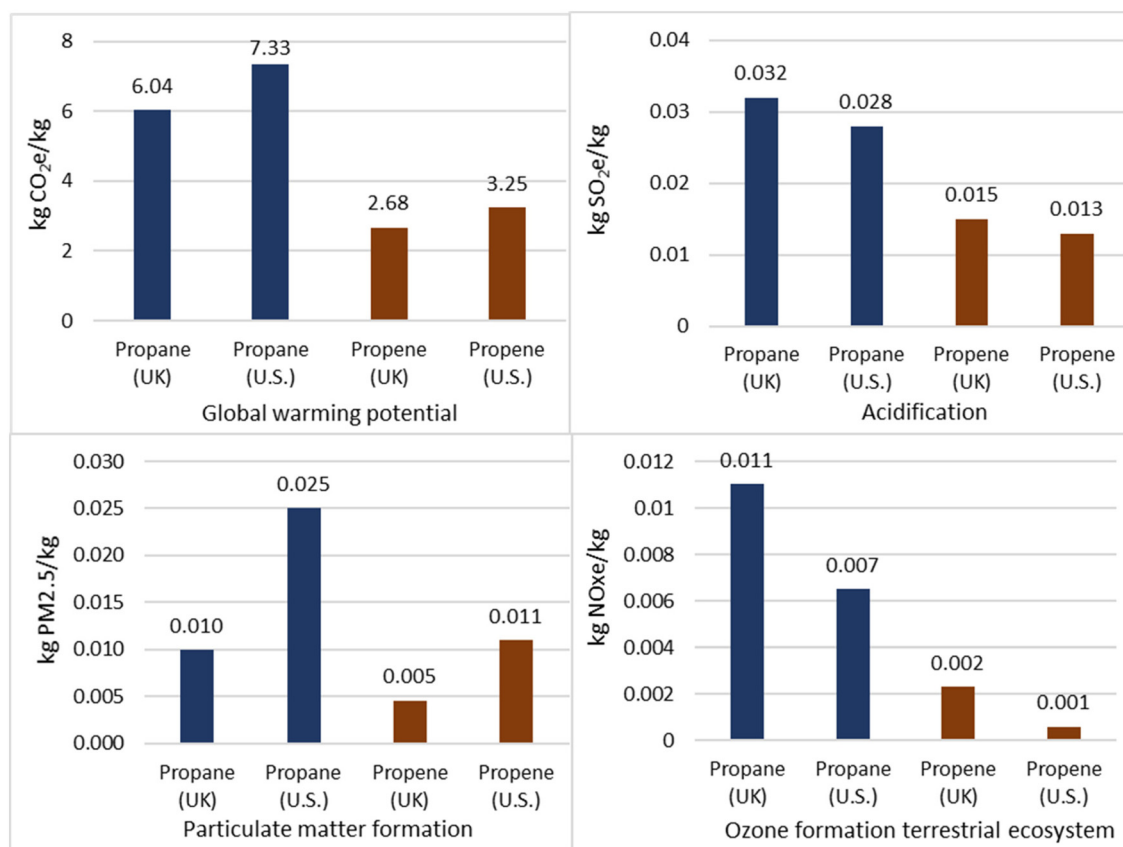 8
7.33
6.04
6
kg CO₂e/kg
4
3.25
2.68
2
0
Propane (UK)
Propane (U.S.)
Propene (UK)
Propene (U.S.)
Global warming potential
0.04
0.032
0.028
0.03
kg SO₂e/kg
0.02
0.015
0.013
0.01
0
Propane (UK)
Propane (U.S.)
Propene (UK)
Propene (U.S.)
Acidification
0.030
0.025
0.025
kg PM2.5/kg
0.020
0.015
0.010
0.011
0.010
0.005
0.005
0.000
Propane (UK)
Propane (U.S.)
Propene (UK)
Propene (U.S.)
Particulate matter formation
0.012
0.011
0.01
kg NOxe/kg
0.008
0.007
0.006
0.004
0.002
0.002
0.001
0
Propane (UK)
Propane (U.S.)
Propene (UK)
Propene (U.S.)
Ozone formation terrestrial ecosystem